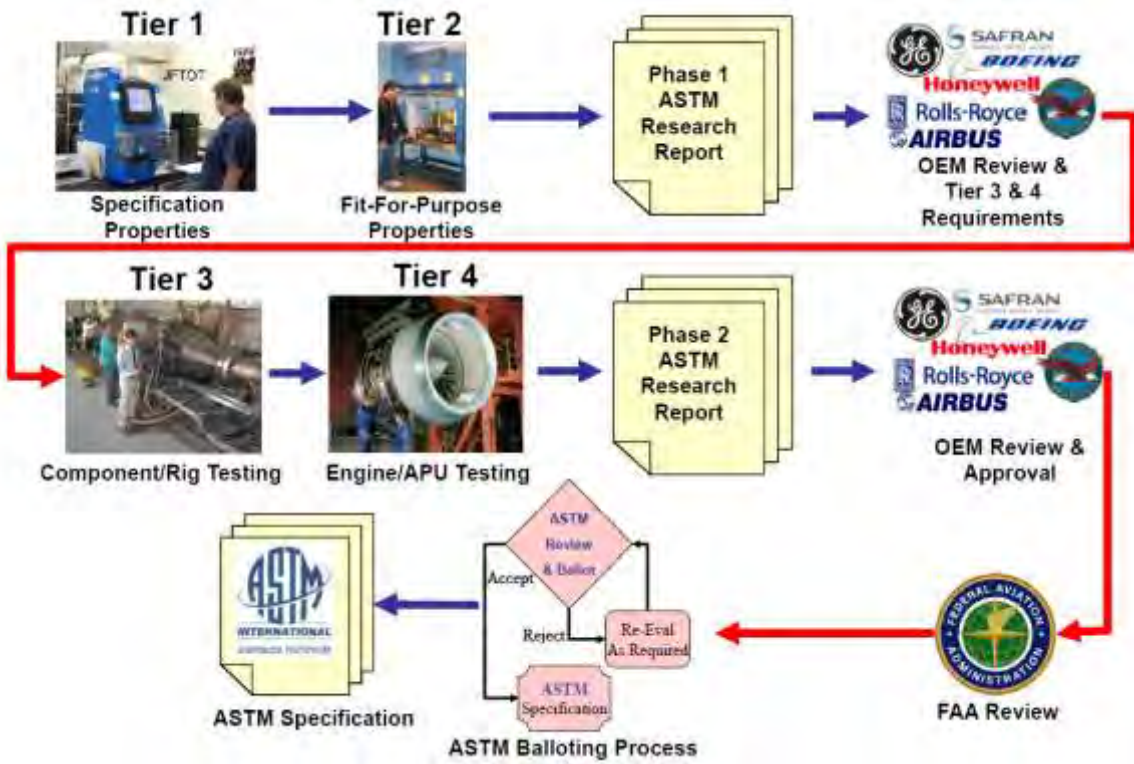 Tier 1
Tier 2
JFTOT
Phase 1
ASTM
Research
Report
GE
SAFRAN
BOEING
Honeywell
Rolls-Royce
AIRBUS
Specification
Properties
Fit-For-Purpose
Properties
OEM Review &
Tier 3 & 4
Requirements
Tier 3
Tier 4
Phase 2
ASTM
Research
Report
GE
SAFRAN
BOEING
Honeywell
Rolls-Royce
AIRBUS
Component/Rig Testing
Engine/APU Testing
OEM Review &
Approval
ASTM
Review
& Ballot
Accept
Reject
Re-Eval
As Required
ASTM
Specification
ASTM
INTERNATIONAL
FEDERAL AVIATION
ADMINISTRATION
ASTM Specification
ASTM Balloting Process
FAA Review